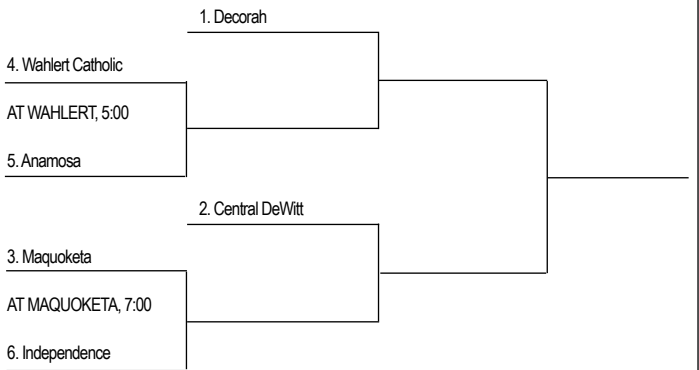 1. Decorah
4. Wahlert Catholic
AT WAHLERT, 5:00
5. Anamosa
2. Central DeWitt
3. Maquoketa
AT MAQUOKETA, 7:00
6. Independence